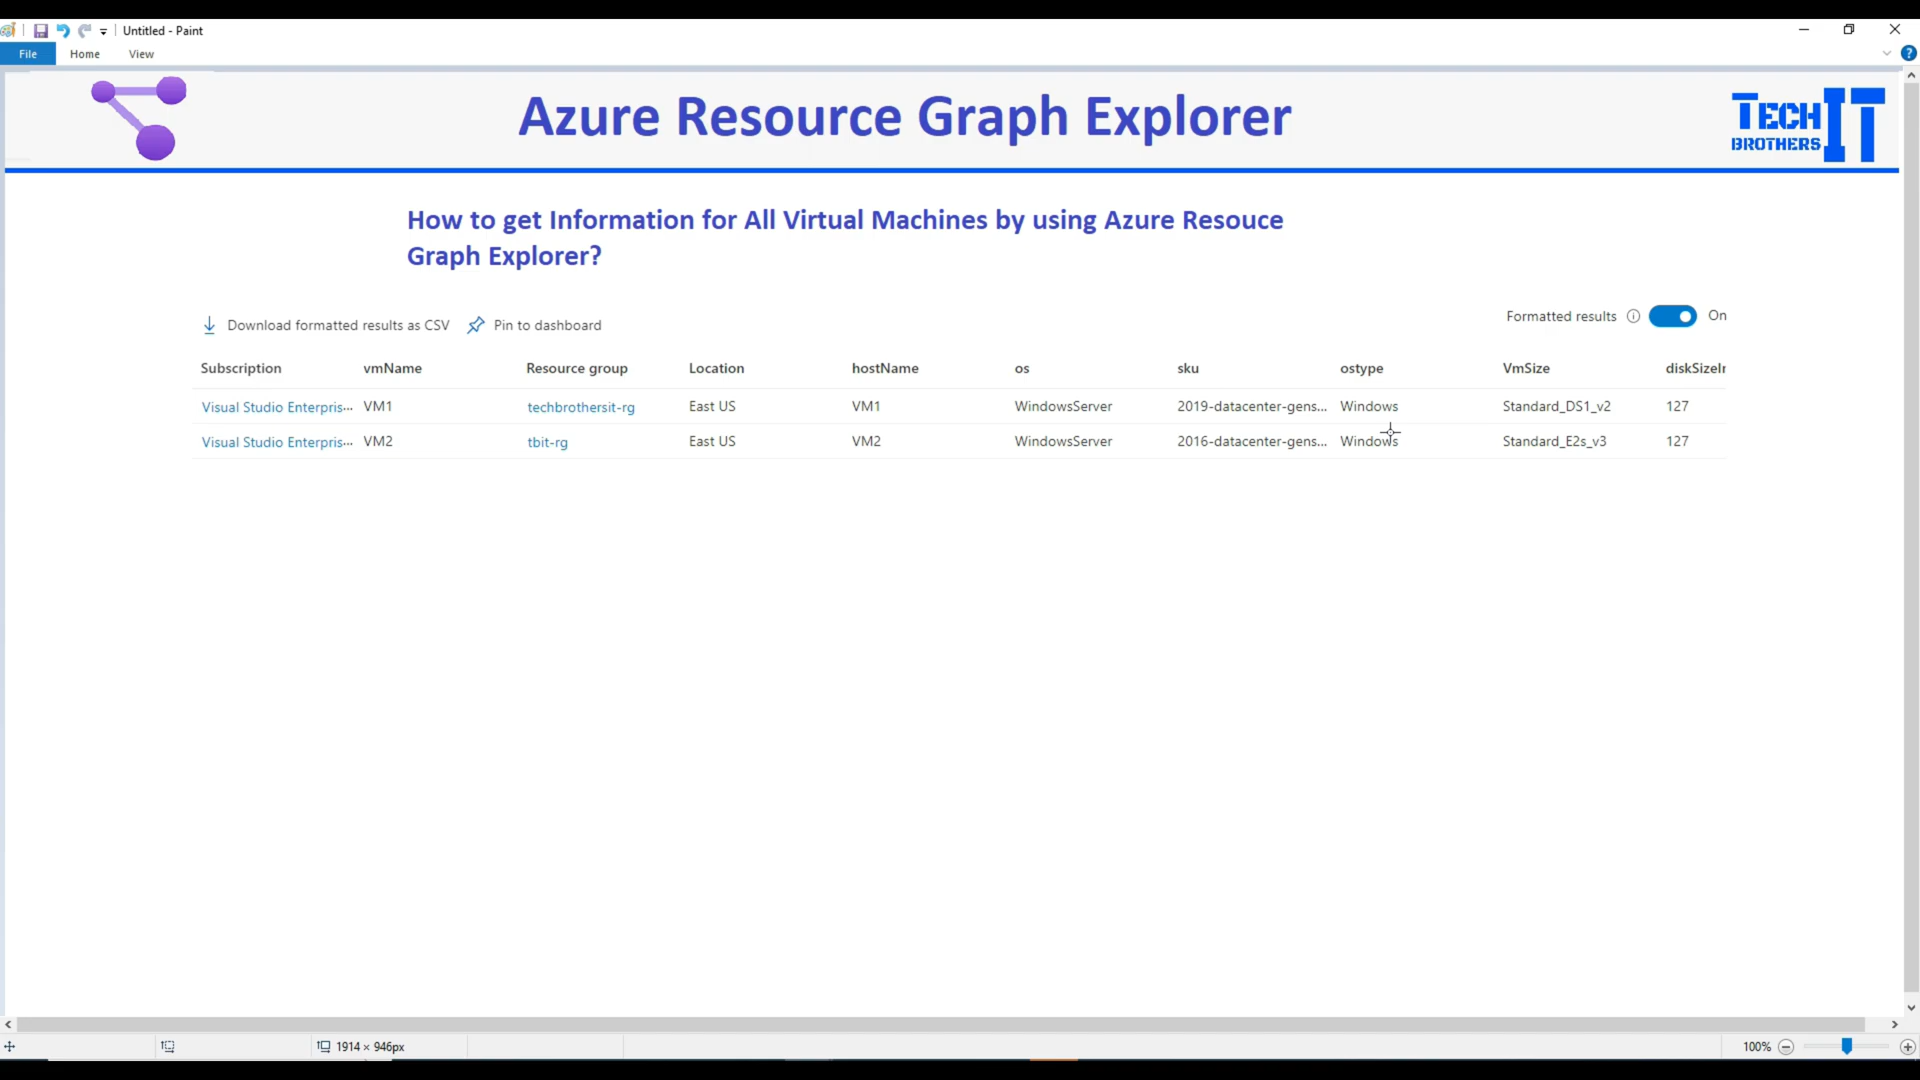 Untitled - Paint
File Home View
Azure Resource Graph Explorer
TECH IT
BROTHERS
How to get Information for All Virtual Machines by using Azure Resouce
Graph Explorer?
Download formatted results as CSV Pin to dashboard Formatted results On
Subscription vmName Resource group Location hostName os sku ostype VmSize diskSizeIn
Visual Studio Enterpris... VM1 techbrothersit-rg East US VM1 WindowsServer 2019-datacenter-gens... Windows Standard_DS1_v2 127
Visual Studio Enterpris... VM2 tbit-rg East US VM2 WindowsServer 2016-datacenter-gens... Windows Standard_E2s_v3 127
1914 × 946px 100%